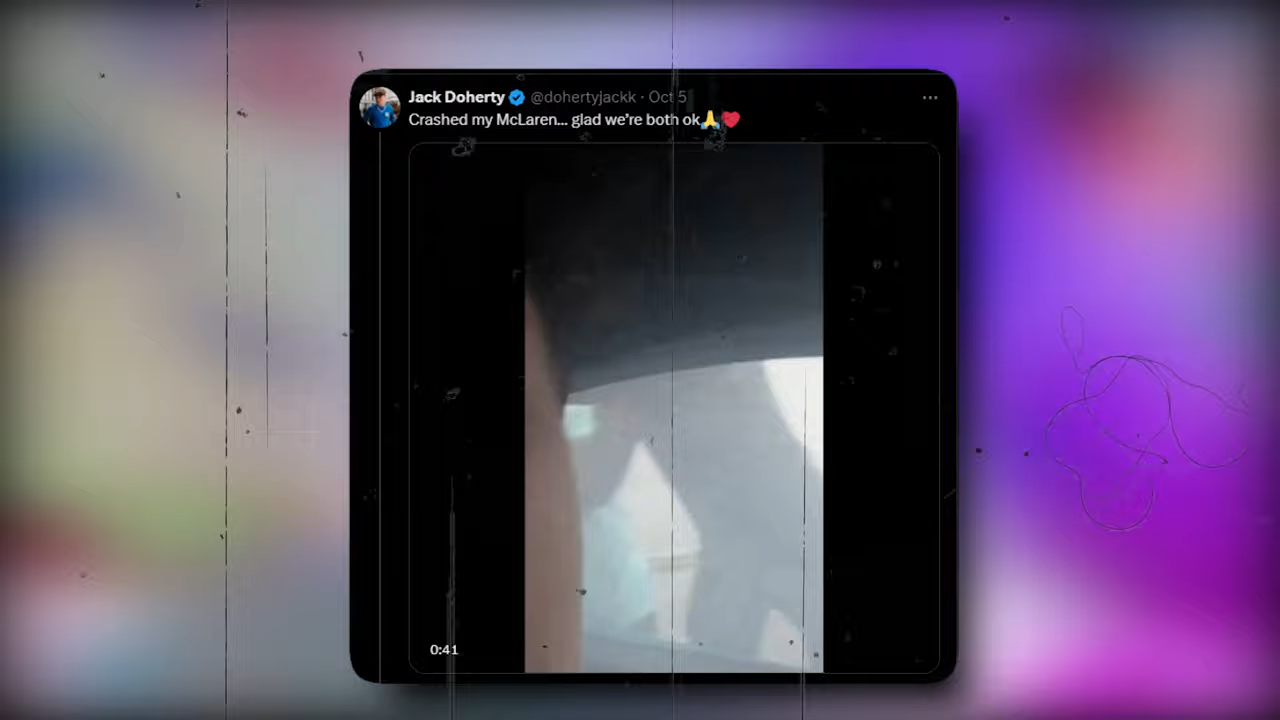 Jack Doherty @dohertyjackk · Oct 5
Crashed my McLaren... glad we're both ok🙏❤️
0:41